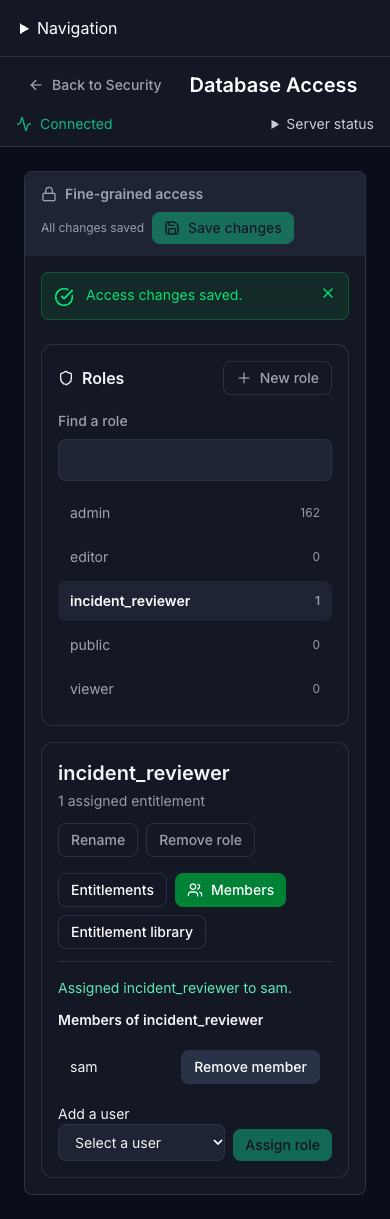 Navigation
Back to Security
Database Access
Connected
Server status
Fine-grained access
All changes saved
Save changes
Access changes saved.
Roles
New role
Find a role
admin 162
editor 0
incident_reviewer 1
public 0
viewer 0
incident_reviewer
1 assigned entitlement
Rename
Remove role
Entitlements
Members
Entitlement library
Assigned incident_reviewer to sam.
Members of incident_reviewer
sam
Remove member
Add a user
Select a user
Assign role